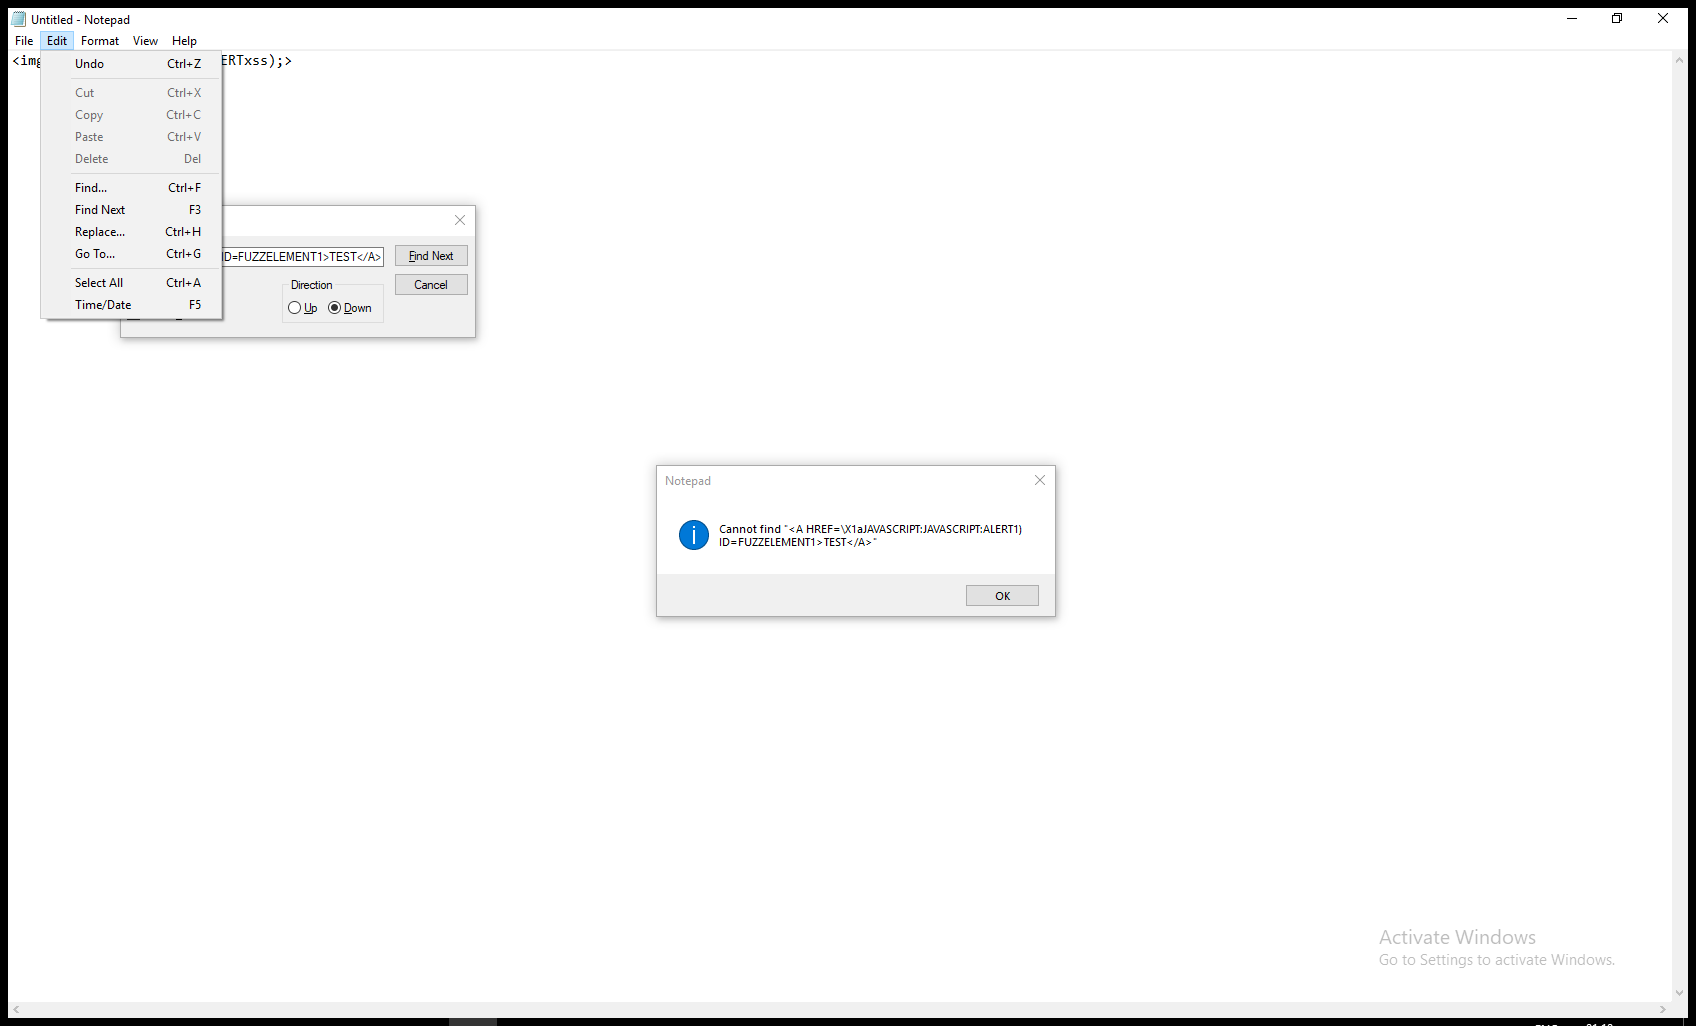 Untitled - Notepad
File Edit Format View Help
<img ERTxss);>
Undo Ctrl+Z
Cut Ctrl+X
Copy Ctrl+C
Paste Ctrl+V
Delete Del
Find... Ctrl+F
Find Next F3
Replace... Ctrl+H
Go To... Ctrl+G
Select All Ctrl+A
Time/Date F5
ID=FUZZELEMENT1>TEST</A>
Find Next
Direction
Cancel
Up Down
Notepad
Cannot find "<A HREF=\X1aJAVASCRIPT:JAVASCRIPT:ALERT1)
ID=FUZZELEMENT1>TEST</A>"
OK
Activate Windows
Go to Settings to activate Windows.